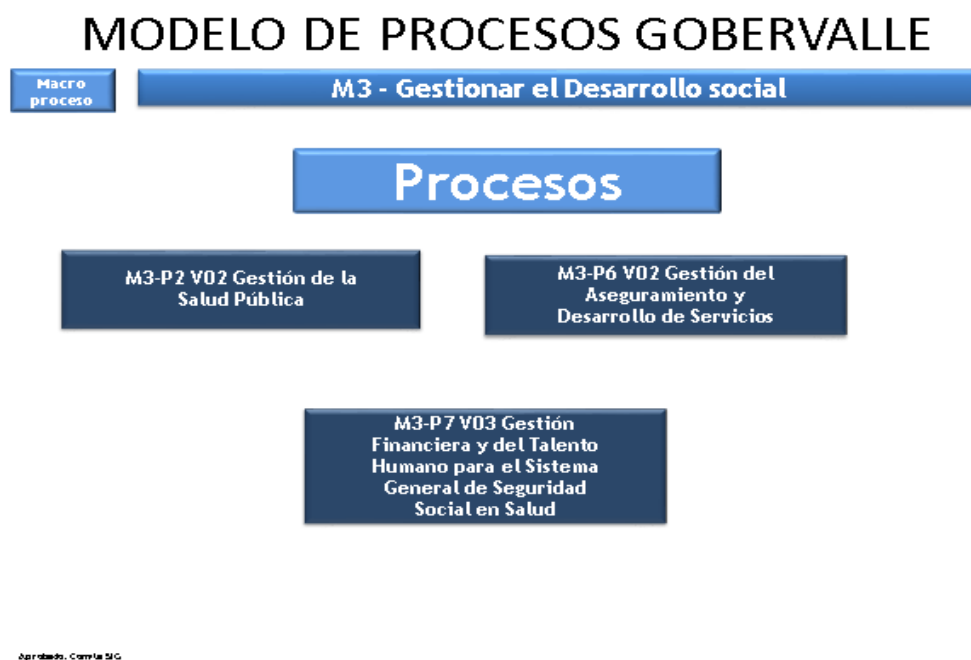 MODELO DE PROCESOS GOBERVALLE
Macro
proceso
M3 - Gestionar el Desarrollo social
Procesos
M3-P2 V02 Gestión de la
Salud Pública
M3-P6 V02 Gestión del
Aseguramiento y
Desarrollo de Servicios
M3-P7 V03 Gestión
Financiera y del Talento
Humano para el Sistema
General de Seguridad
Social en Salud
Aprobado. Comité SIG